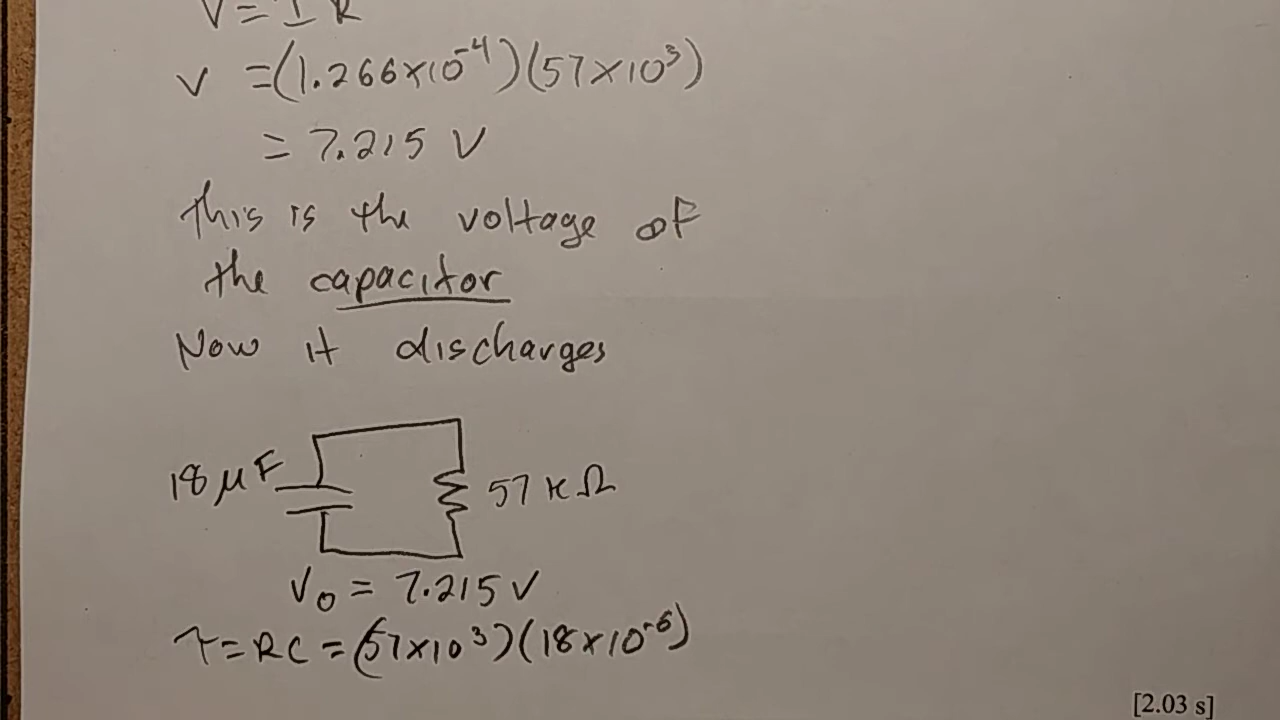 V = I R
V = (1.266×10⁻⁴)(57×10³)
= 7.215 V
This is the voltage of
the capacitor
Now it discharges
18 μF
57 KΩ
V₀ = 7.215 V
τ = RC = (57×10³)(18×10⁻⁶)
[2.03 s]